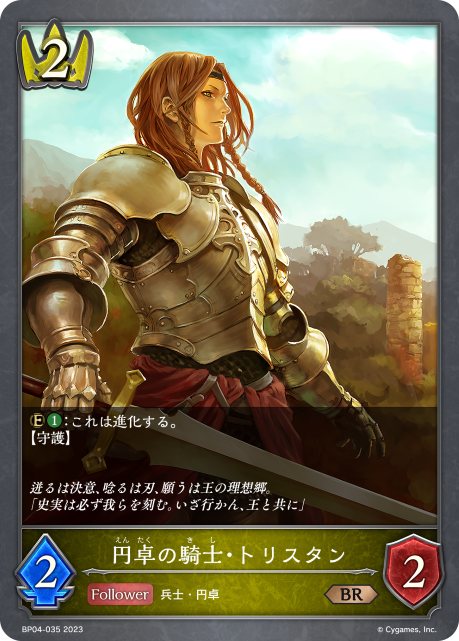 2
E 1:これは進化する。
【守護】
迸るは決意、唸るは刃、願うは王の理想郷。
「史実は必ず我らを刻む。いざ行かん、王と共に」
えんたく きし
円卓の騎士・トリスタン
2
Follower 兵士・円卓 BR
2
BP04-035 2023 © Cygames, Inc.